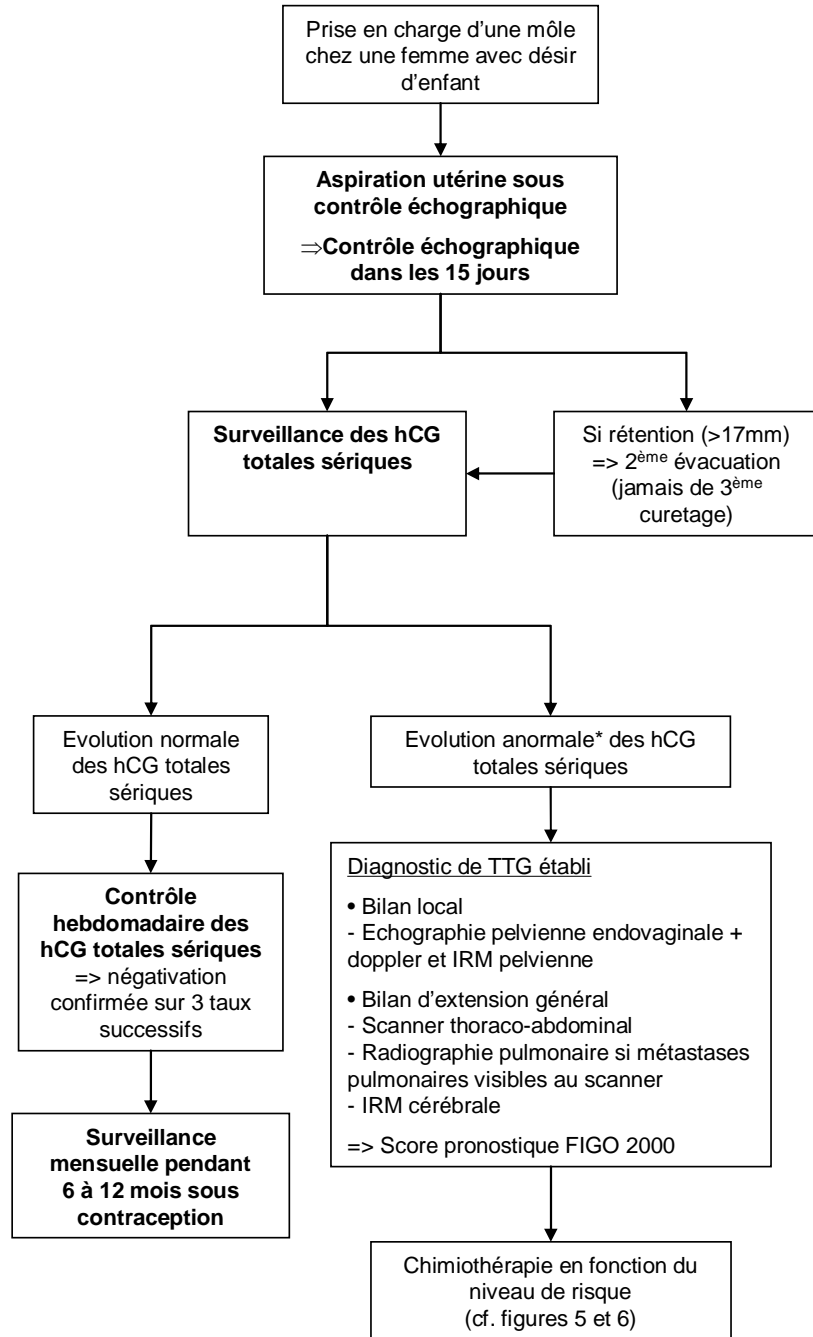 Prise en charge d'une môle
chez une femme avec désir
d'enfant
Aspiration utérine sous
contrôle échographique
⇒Contrôle échographique
dans les 15 jours
Surveillance des hCG
totales sériques
Si rétention (>17mm)
=> 2ème évacuation
(jamais de 3ème
curetage)
Evolution normale
des hCG totales
sériques
Evolution anormale* des hCG
totales sériques
Contrôle
hebdomadaire des
hCG totales sériques
=> négativation
confirmée sur 3 taux
successifs
Surveillance
mensuelle pendant
6 à 12 mois sous
contraception
Diagnostic de TTG établi
• Bilan local
- Echographie pelvienne endovaginale +
doppler et IRM pelvienne
• Bilan d'extension général
- Scanner thoraco-abdominal
- Radiographie pulmonaire si métastases
pulmonaires visibles au scanner
- IRM cérébrale
=> Score pronostique FIGO 2000
Chimiothérapie en fonction du
niveau de risque
(cf. figures 5 et 6)